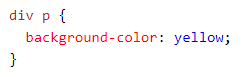 div p {
  background-color: yellow;
}